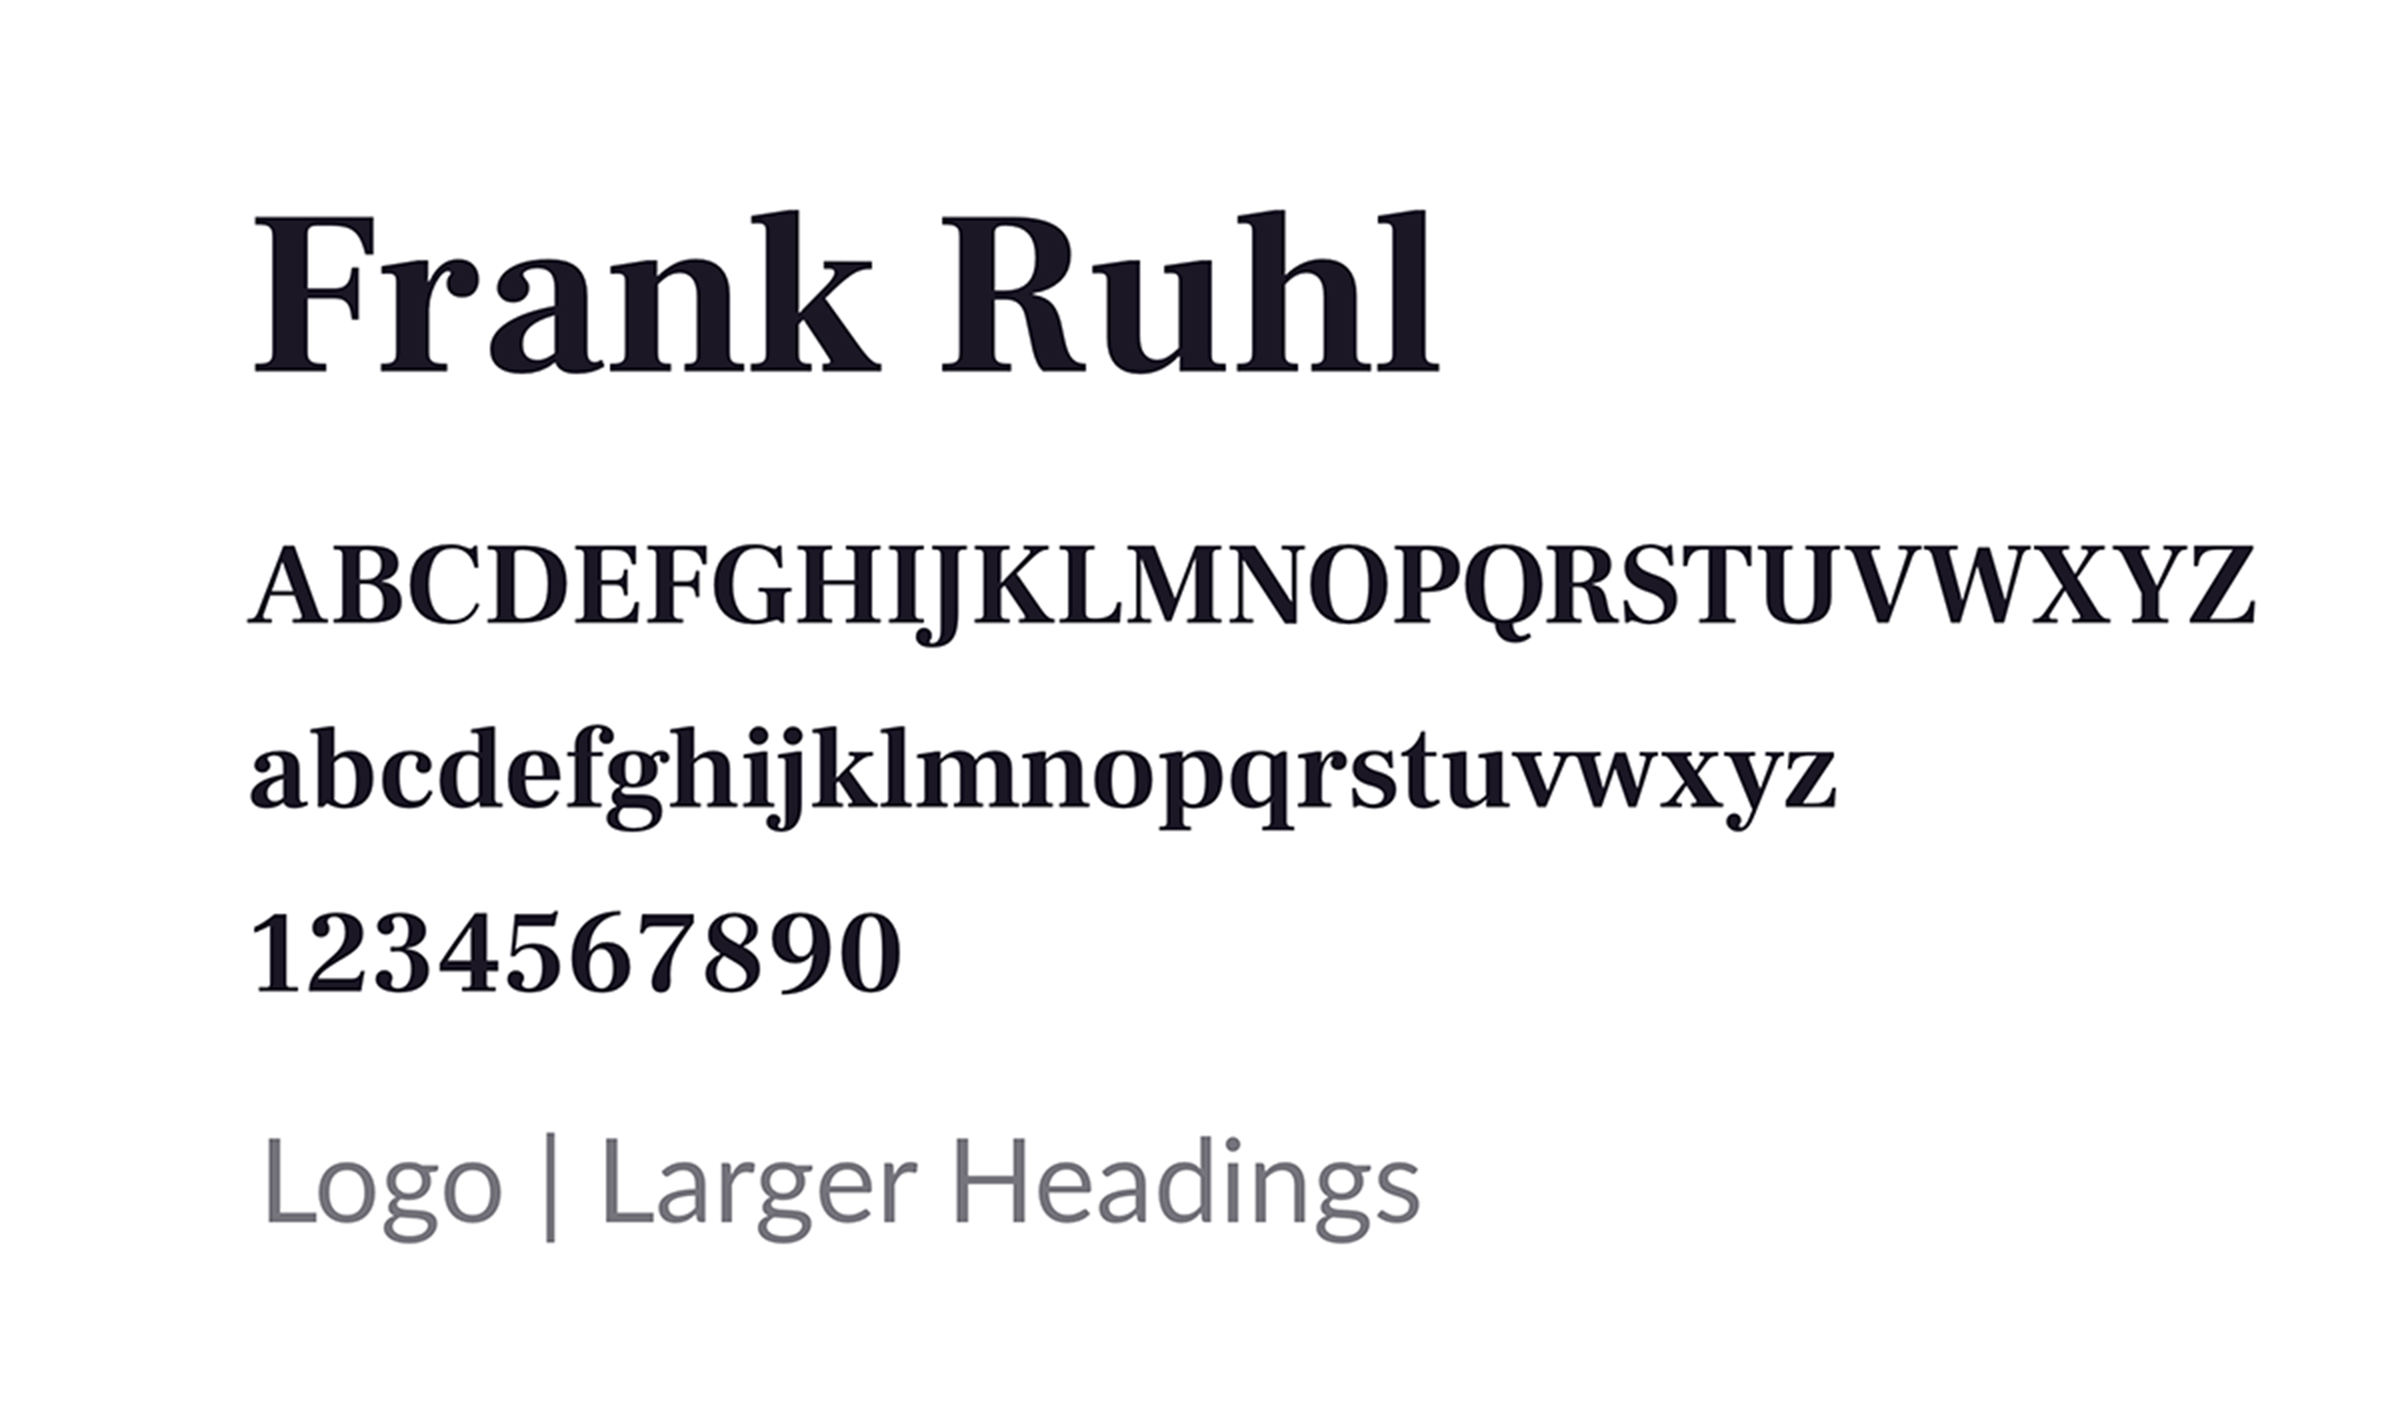 Frank Ruhl
ABCDEFGHIJKLMNOPQRSTUVWXYZ
abcdefghijklmnopqrstuvwxyz
1234567890
Logo | Larger Headings